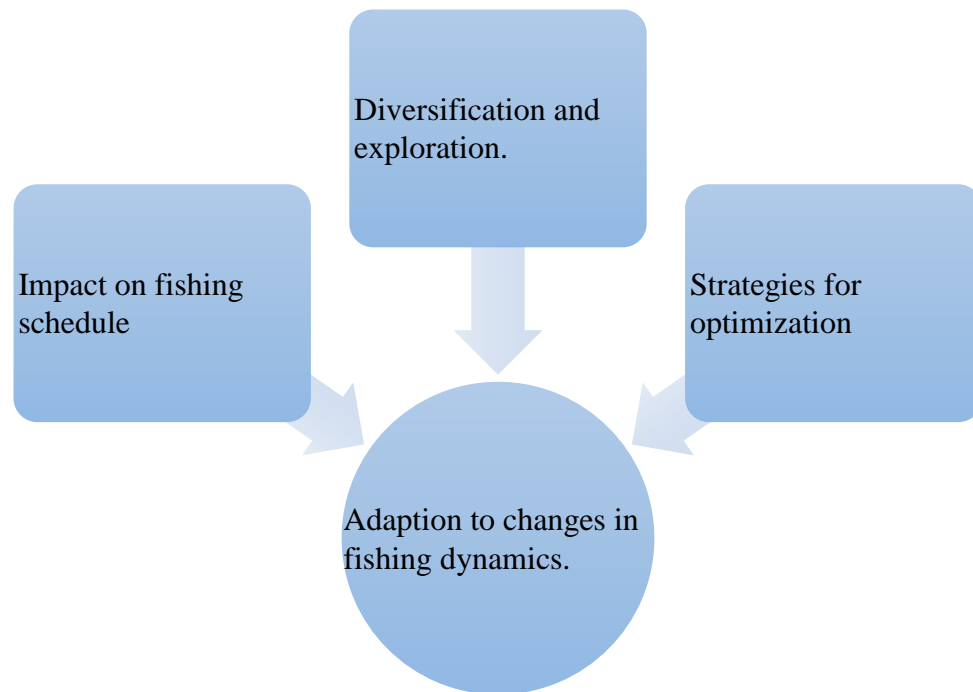 Diversification and
exploration.
Impact on fishing
schedule
Strategies for
optimization
Adaption to changes in
fishing dynamics.